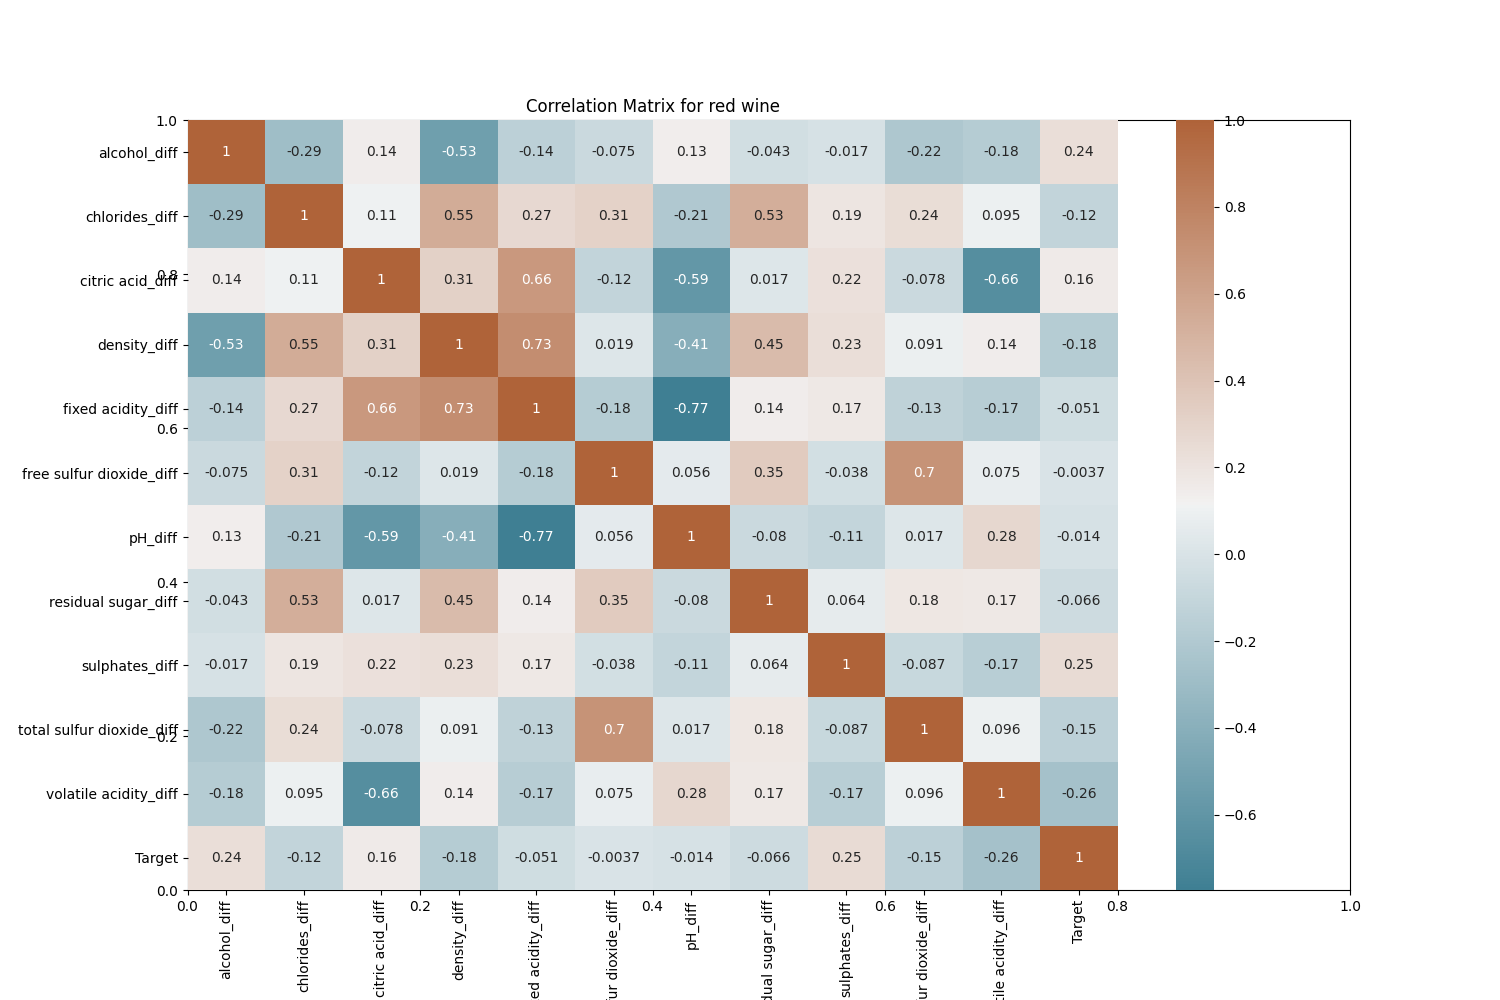 Correlation Matrix for red wine
1.0
1.0
alcohol_diff 1 -0.29 0.14 -0.53 -0.14 -0.075 0.13 -0.043 -0.017 -0.22 -0.18 0.24
0.8
chlorides_diff -0.29 1 0.11 0.55 0.27 0.31 -0.21 0.53 0.19 0.24 0.095 -0.12
0.8
citric acid_diff 0.14 0.11 1 0.31 0.66 -0.12 -0.59 0.017 0.22 -0.078 -0.66 0.16
0.6
density_diff -0.53 0.55 0.31 1 0.73 0.019 -0.41 0.45 0.23 0.091 0.14 -0.18
0.4
fixed acidity_diff -0.14 0.27 0.66 0.73 1 -0.18 -0.77 0.14 0.17 -0.13 -0.17 -0.051
0.6
0.2
free sulfur dioxide_diff -0.075 0.31 -0.12 0.019 -0.18 1 0.056 0.35 -0.038 0.7 0.075 -0.0037
pH_diff 0.13 -0.21 -0.59 -0.41 -0.77 0.056 1 -0.08 -0.11 0.017 0.28 -0.014
0.0
0.4
residual sugar_diff -0.043 0.53 0.017 0.45 0.14 0.35 -0.08 1 0.064 0.18 0.17 -0.066
−0.2
sulphates_diff -0.017 0.19 0.22 0.23 0.17 -0.038 -0.11 0.064 1 -0.087 -0.17 0.25
total sulfur dioxide_diff -0.22 0.24 -0.078 0.091 -0.13 0.7 0.017 0.18 -0.087 1 0.096 -0.15
0.2
−0.4
volatile acidity_diff -0.18 0.095 -0.66 0.14 -0.17 0.075 0.28 0.17 -0.17 0.096 1 -0.26
−0.6
Target 0.24 -0.12 0.16 -0.18 -0.051 -0.0037 -0.014 -0.066 0.25 -0.15 -0.26 1
0.0
0.0 0.2 0.4 0.6 0.8 1.0
alcohol_diff
chlorides_diff
citric acid_diff
density_diff
ed acidity_diff
fur dioxide_diff
pH_diff
dual sugar_diff
sulphates_diff
ur dioxide_diff
tile acidity_diff
Target